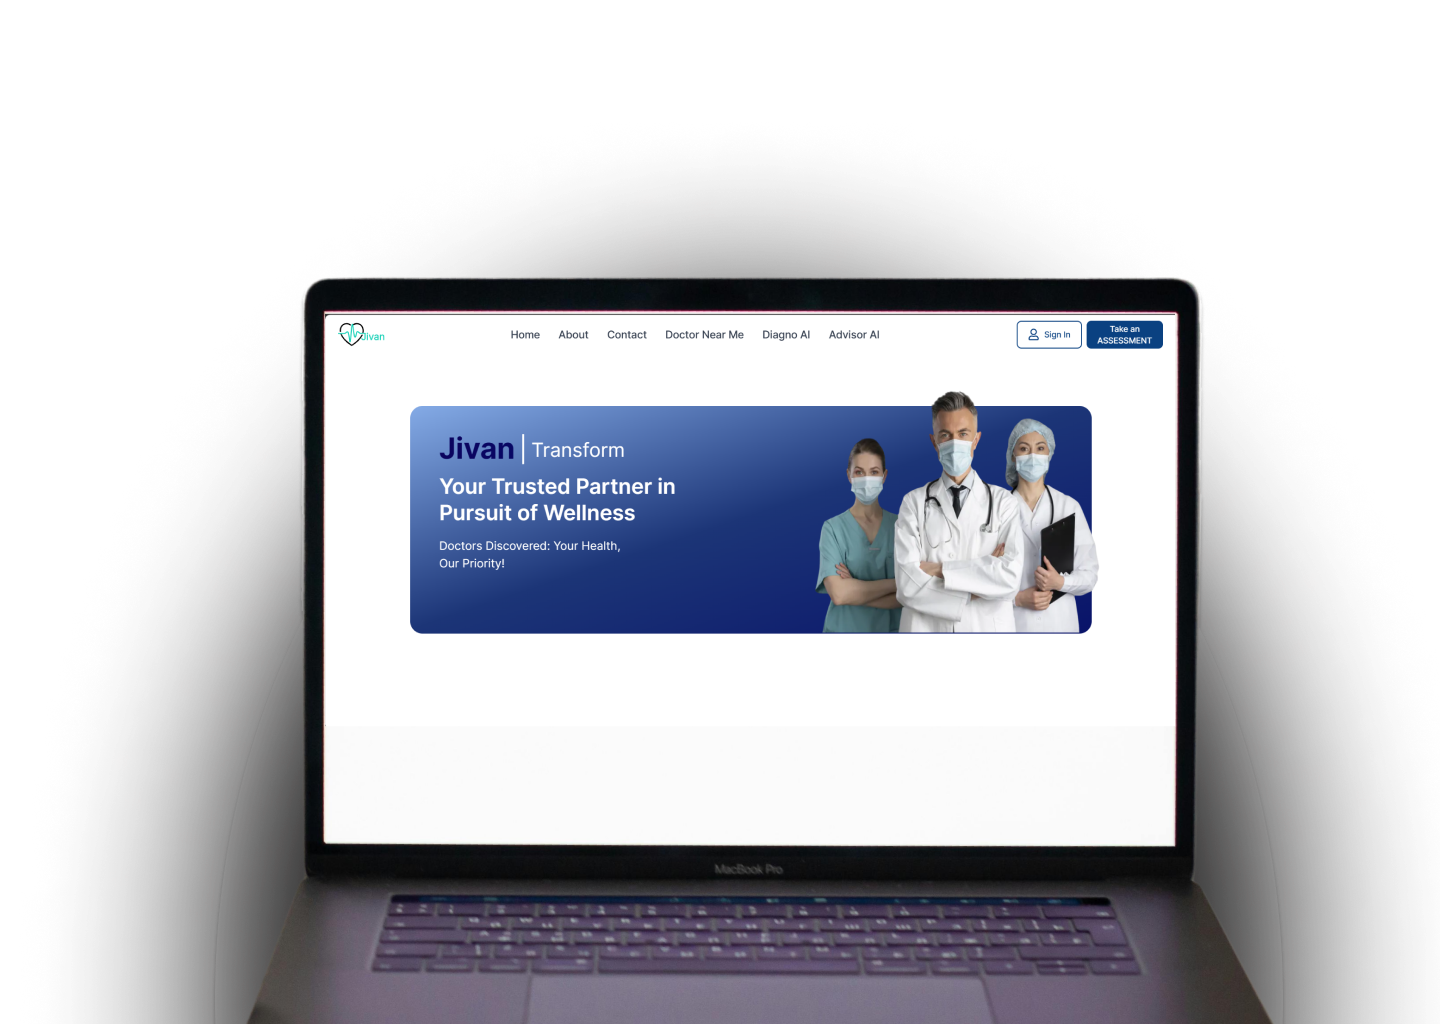 Jivan
Home About Contact Doctor Near Me Diagno AI Advisor AI
Sign In
Take an
ASSESSMENT
Jivan | Transform
Your Trusted Partner in
Pursuit of Wellness
Doctors Discovered: Your Health,
Our Priority!
MacBook Pro